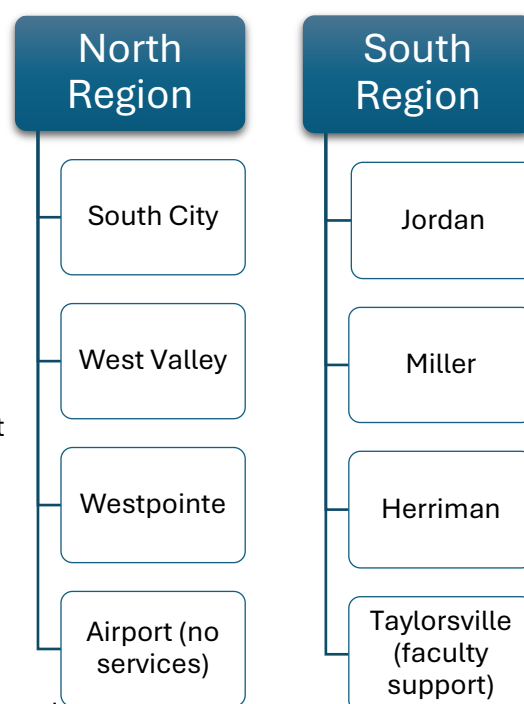 North
Region
South City
West Valley
Westpointe
Airport (no
services)
South
Region
Jordan
Miller
Herriman
Taylorsville
(faculty
support)